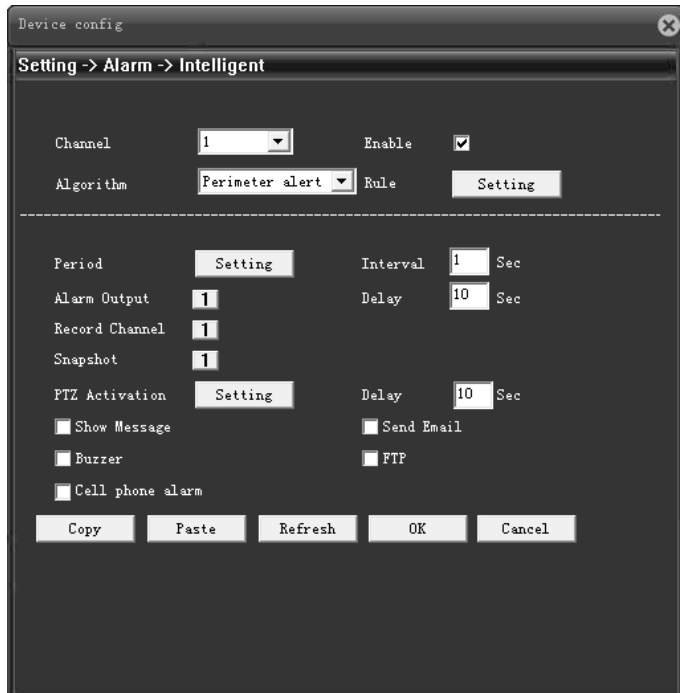 Device config
Setting -> Alarm -> Intelligent
Channel 1 Enable
Algorithm Perimeter alert Rule Setting
Period Setting Interval 1 Sec
Alarm Output 1 Delay 10 Sec
Record Channel 1
Snapshot 1
PTZ Activation Setting Delay 10 Sec
Show Message Send Email
Buzzer FTP
Cell phone alarm
Copy Paste Refresh OK Cancel